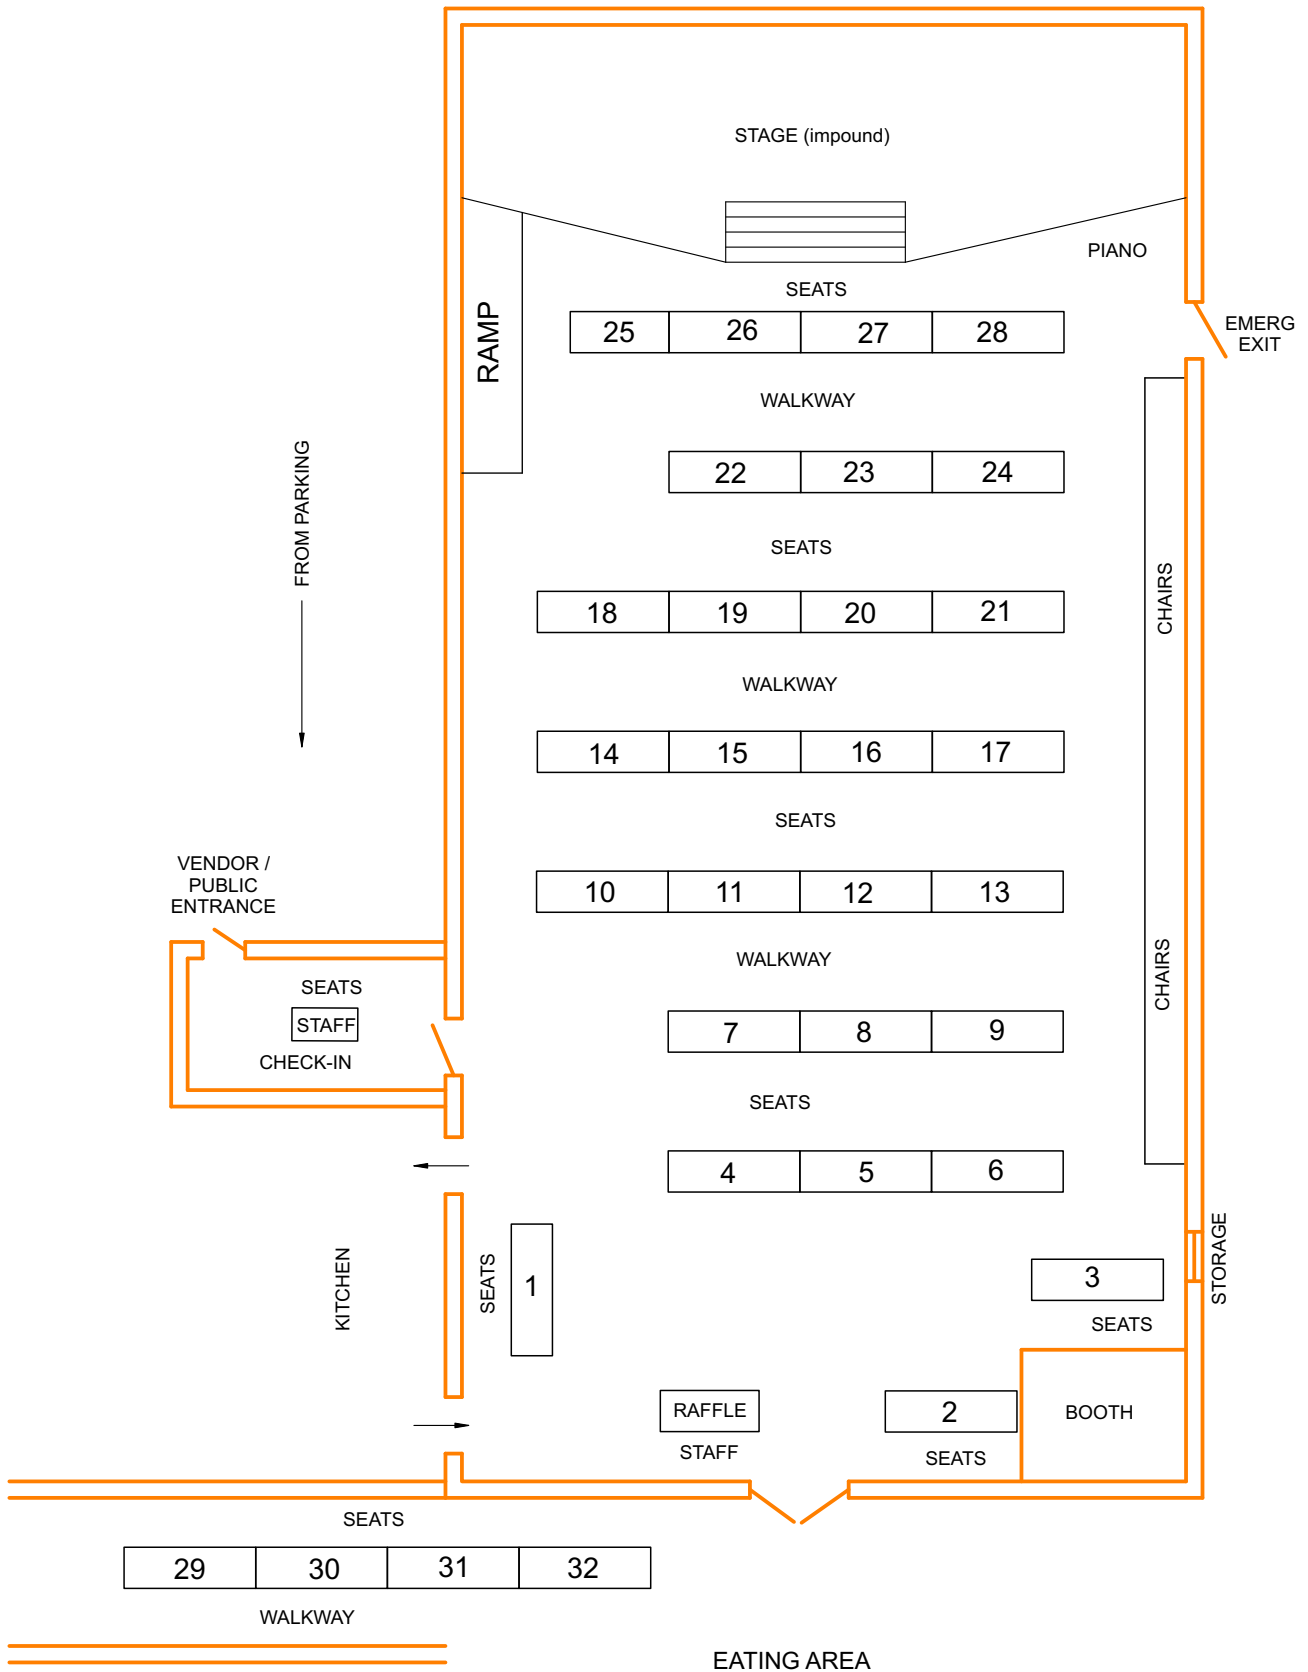 STAGE (impound)
PIANO
SEATS
RAMP
25 26 27 28
EMERG
EXIT
WALKWAY
FROM PARKING
22 23 24
SEATS
CHAIRS
18 19 20 21
WALKWAY
14 15 16 17
SEATS
VENDOR /
PUBLIC
ENTRANCE
10 11 12 13
CHAIRS
WALKWAY
SEATS
STAFF
CHECK-IN
7 8 9
SEATS
4 5 6
KITCHEN
SEATS
1
3
STORAGE
SEATS
RAFFLE
STAFF
2
SEATS
BOOTH
SEATS
29 30 31 32
WALKWAY
EATING AREA